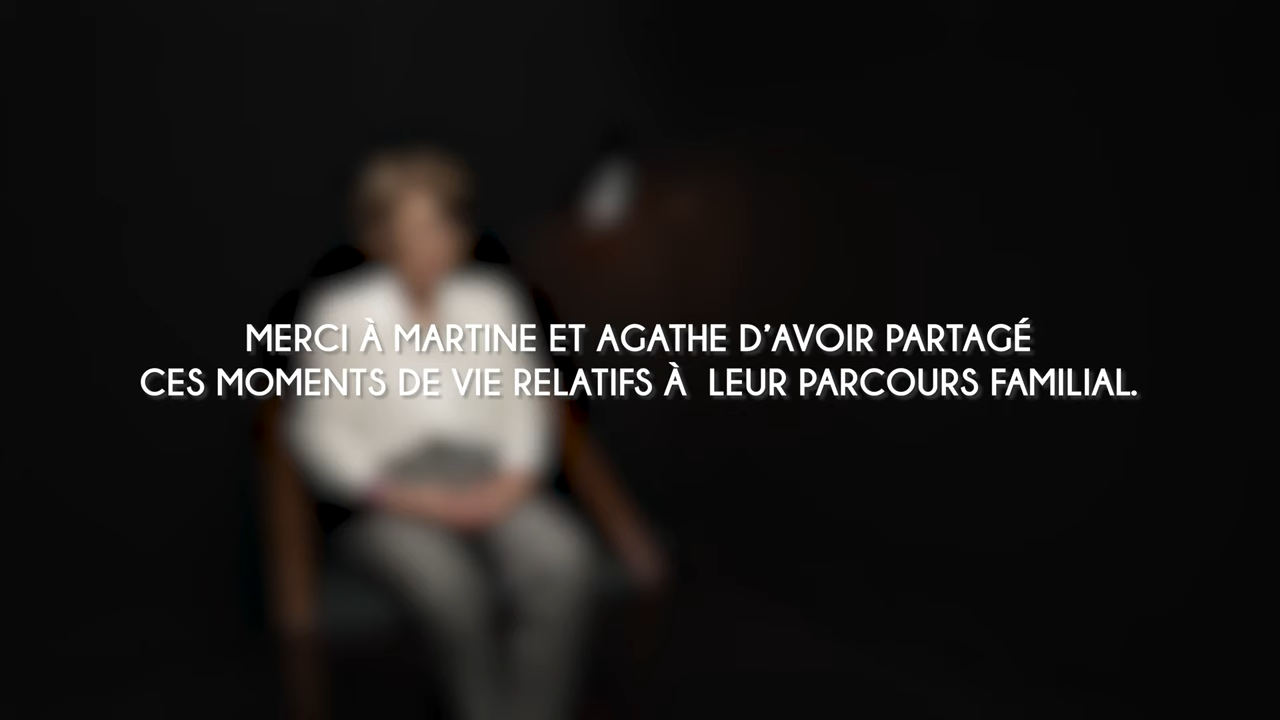 MERCI À MARTINE ET AGATHE D’AVOIR PARTAGÉ
CES MOMENTS DE VIE RELATIFS À  LEUR PARCOURS FAMILIAL.